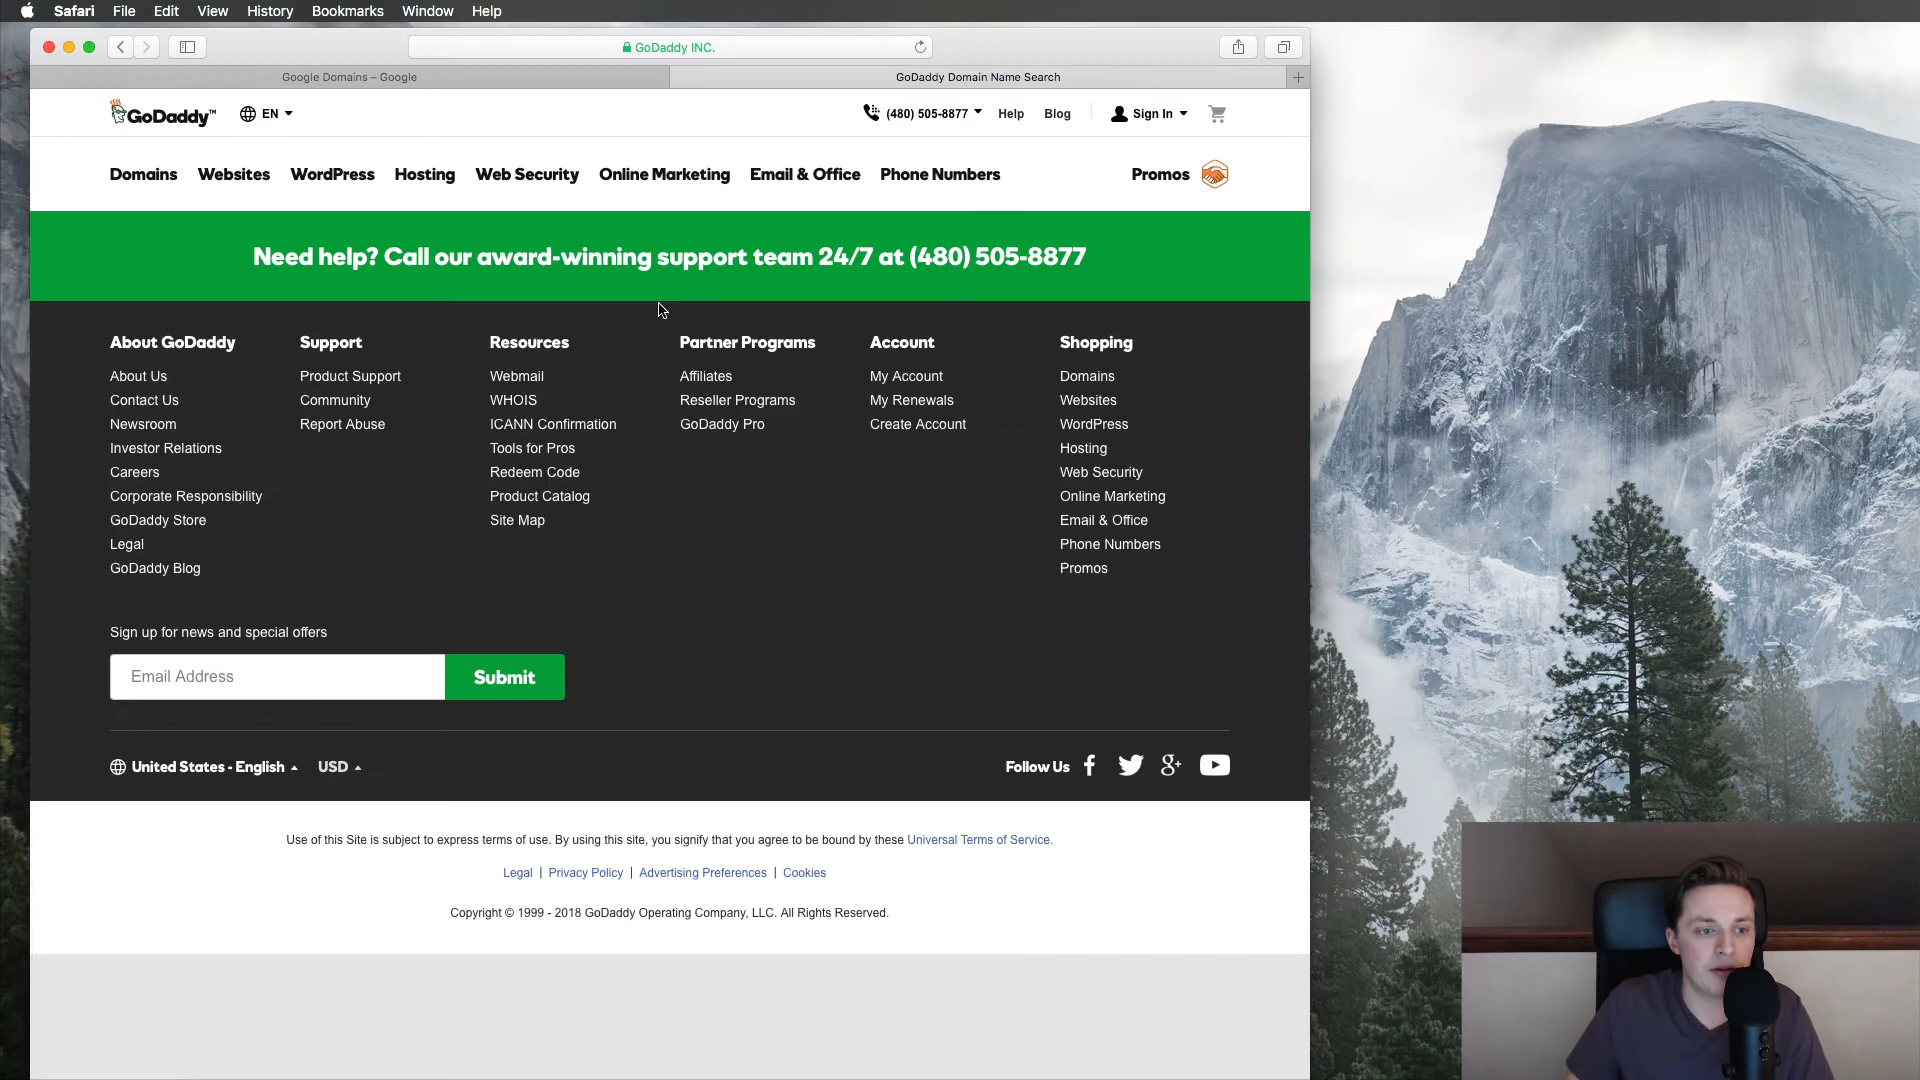 Safari File Edit View History Bookmarks Window Help
GoDaddy INC.
Google Domains – Google
GoDaddy Domain Name Search
GoDaddy™ EN
(480) 505-8877 Help Blog Sign In
Domains Websites WordPress Hosting Web Security Online Marketing Email & Office Phone Numbers Promos
Need help? Call our award-winning support team 24/7 at (480) 505-8877
About GoDaddy
About Us
Contact Us
Newsroom
Investor Relations
Careers
Corporate Responsibility
GoDaddy Store
Legal
GoDaddy Blog
Support
Product Support
Community
Report Abuse
Resources
Webmail
WHOIS
ICANN Confirmation
Tools for Pros
Redeem Code
Product Catalog
Site Map
Partner Programs
Affiliates
Reseller Programs
GoDaddy Pro
Account
My Account
My Renewals
Create Account
Shopping
Domains
Websites
WordPress
Hosting
Web Security
Online Marketing
Email & Office
Phone Numbers
Promos
Sign up for news and special offers
Email Address Submit
United States - English USD
Follow Us
Use of this Site is subject to express terms of use. By using this site, you signify that you agree to be bound by these Universal Terms of Service.
Legal | Privacy Policy | Advertising Preferences | Cookies
Copyright © 1999 - 2018 GoDaddy Operating Company, LLC. All Rights Reserved.